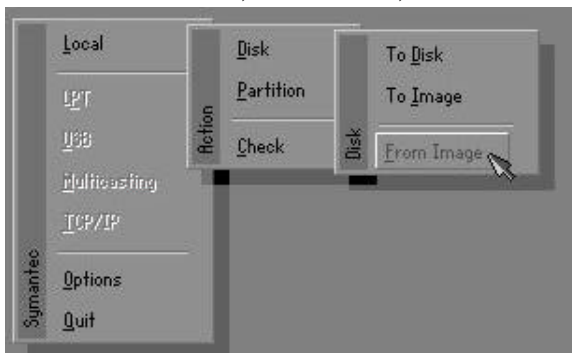 Local
LPT
USB
Multicasting
TCP/IP
Options
Quit
Symantec
Disk
Partition
Check
Action
To Disk
To Image
From Image
Disk